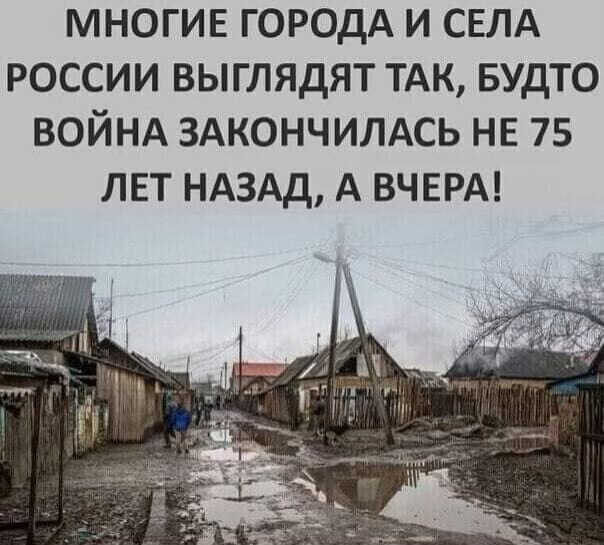 МНОГИЕ ГОРОДА И СЕЛА
РОССИИ ВЫГЛЯДЯТ ТАК, БУДТО
ВОЙНА ЗАКОНЧИЛАСЬ НЕ 75
ЛЕТ НАЗАД, А ВЧЕРА!